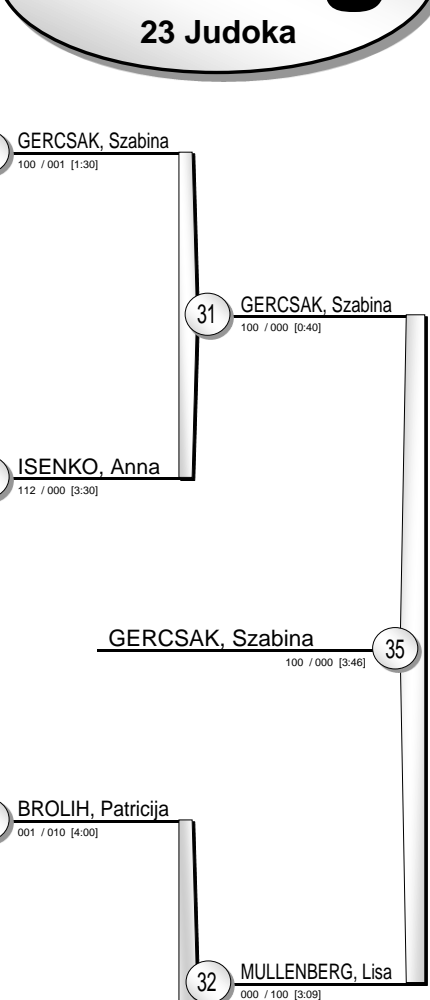 23 Judoka
GERCSAK, Szabina
100 / 001 [1:30]
31
GERCSAK, Szabina
100 / 000 [0:40]
ISENKO, Anna
112 / 000 [3:30]
GERCSAK, Szabina
35
100 / 000 [3:46]
BROLIH, Patricija
001 / 010 [4:00]
32
MULLENBERG, Lisa
000 / 100 [3:09]